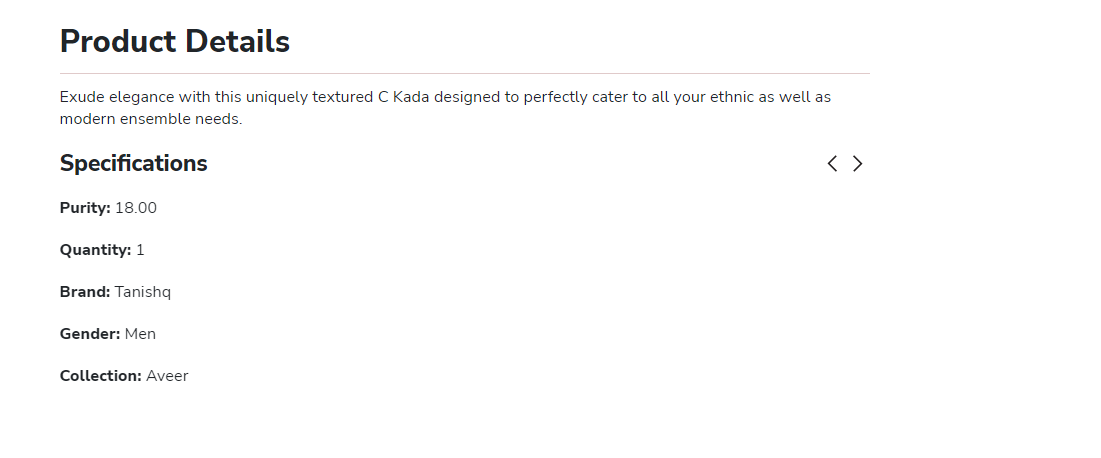 Product Details
Exude elegance with this uniquely textured C Kada designed to perfectly cater to all your ethnic as well as
modern ensemble needs.
Specifications
Purity: 18.00
Quantity: 1
Brand: Tanishq
Gender: Men
Collection: Aveer